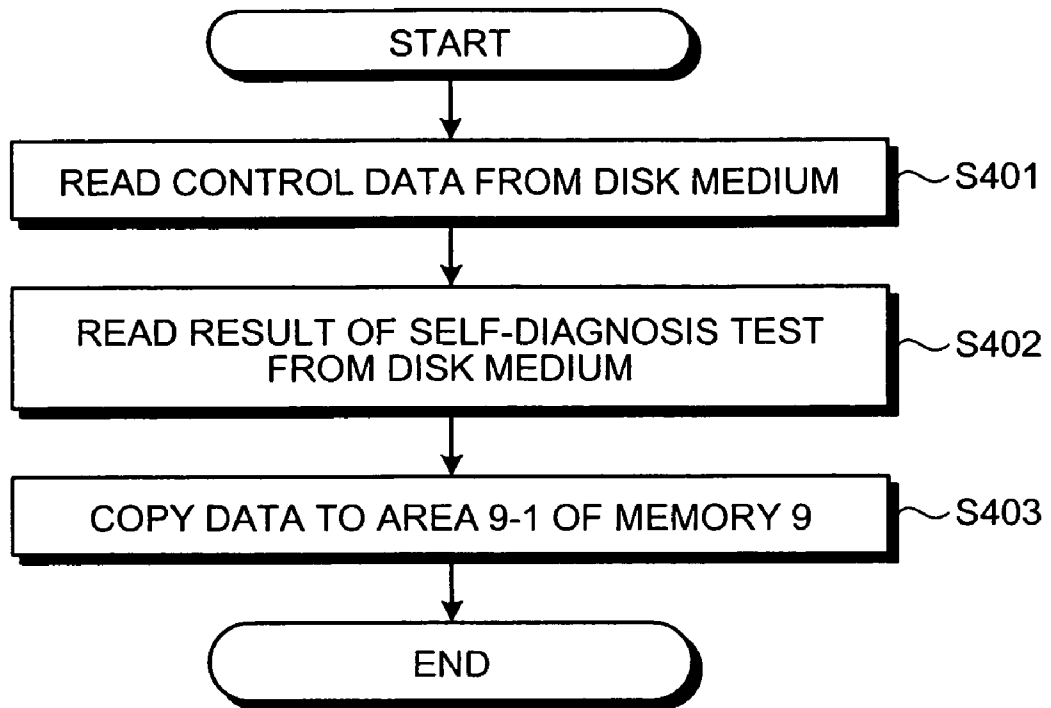 START
READ CONTROL DATA FROM DISK MEDIUM
S401
READ RESULT OF SELF-DIAGNOSIS TEST
FROM DISK MEDIUM
S402
COPY DATA TO AREA 9-1 OF MEMORY 9
S403
END